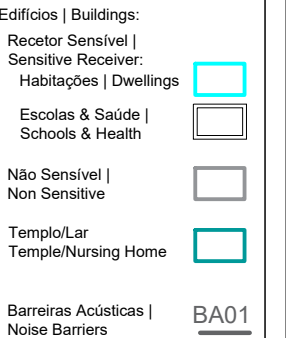 Edifícios | Buildings:
Recetor Sensível |
Sensitive Receiver:
Habitações | Dwellings
Escolas & Saúde |
Schools & Health
Não Sensível |
Non Sensitive
Templo/Lar
Temple/Nursing Home
Barreiras Acústicas |
Noise Barriers
BA01